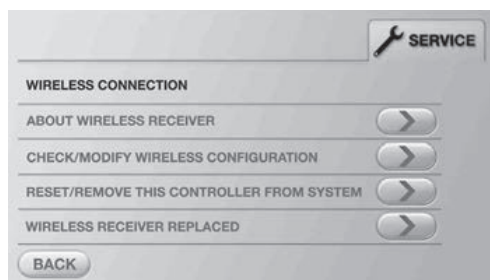 SERVICE
WIRELESS CONNECTION
ABOUT WIRELESS RECEIVER
CHECK/MODIFY WIRELESS CONFIGURATION
RESET/REMOVE THIS CONTROLLER FROM SYSTEM
WIRELESS RECEIVER REPLACED
BACK